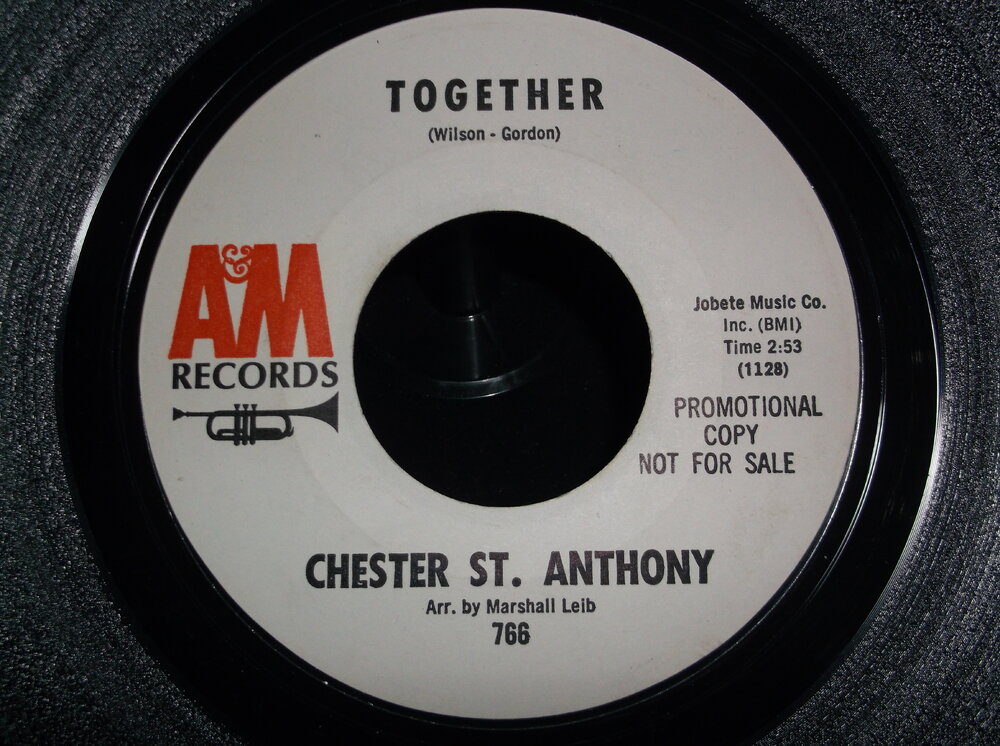 TOGETHER
(Wilson - Gordon)
A&M
RECORDS
Jobete Music Co.
Inc. (BMI)
Time 2:53
(1128)
PROMOTIONAL
COPY
NOT FOR SALE
CHESTER ST. ANTHONY
Arr. by Marshall Leib
766